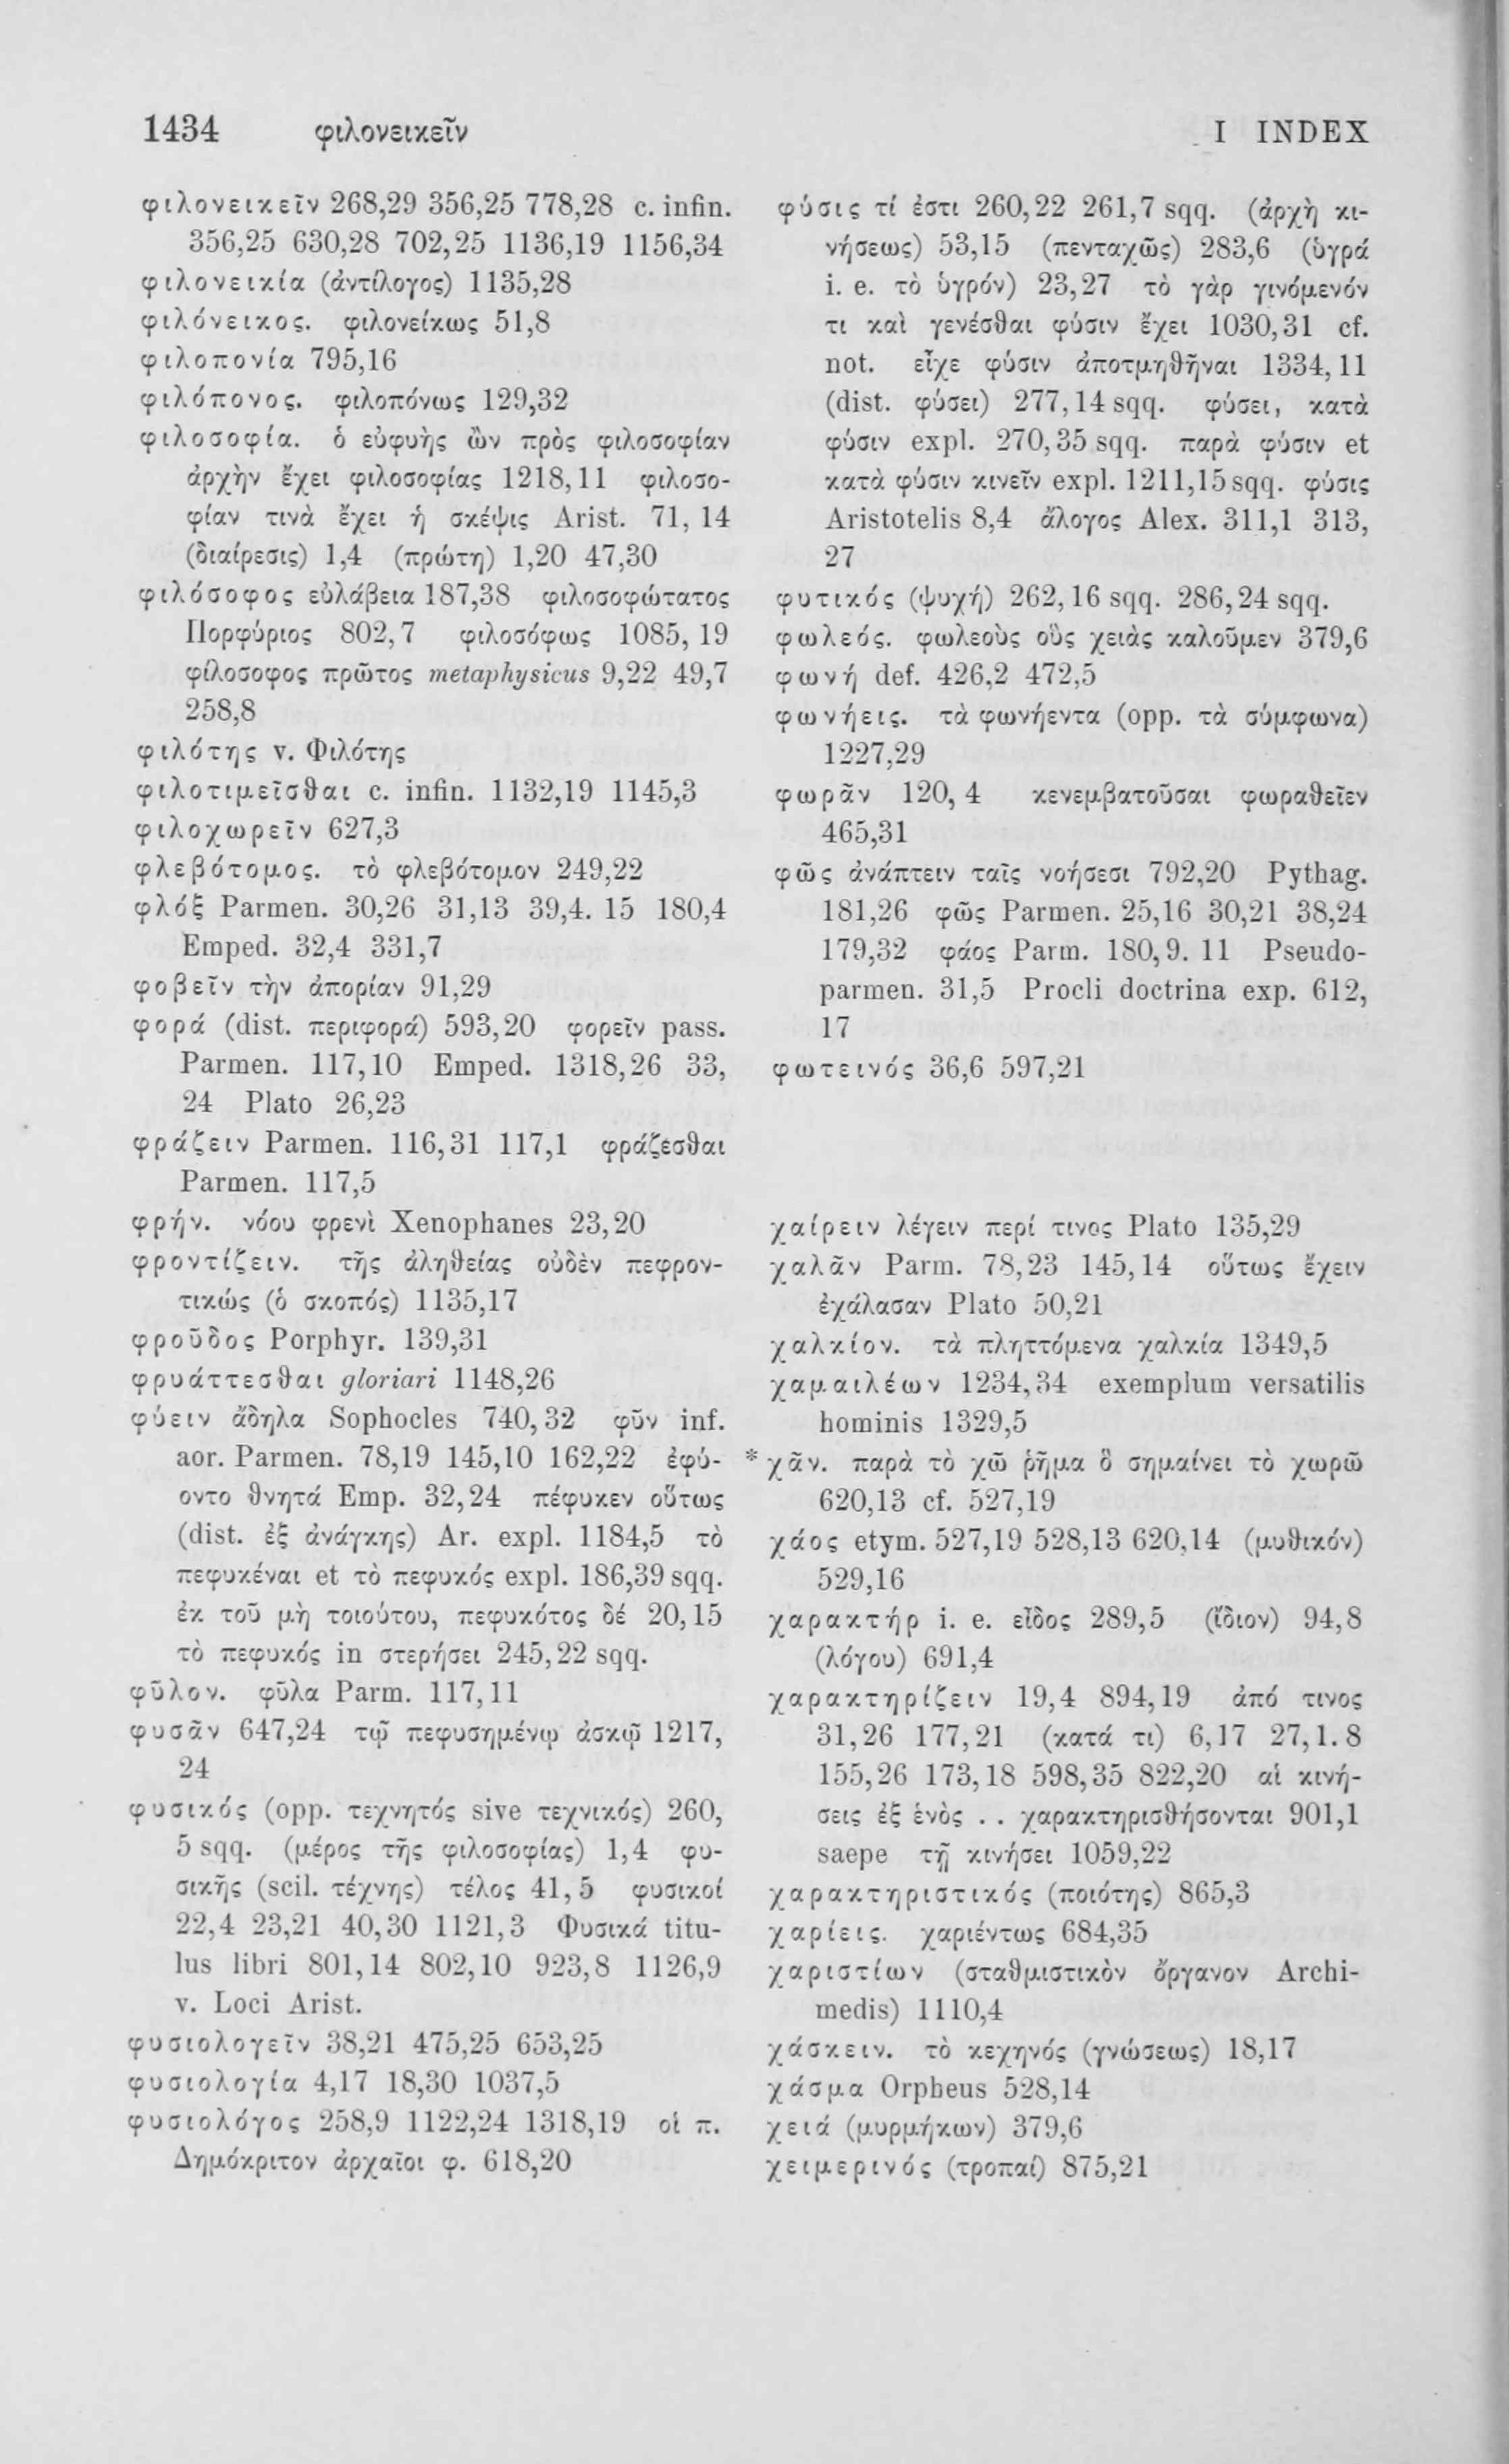 1434 φιλονεικεῖν I INDEX
φιλονεικεῖν 268,29 356,25 778,28 c. infin.
356,25 630,28 702,25 1136,19 1156,34
φιλονεικία (ἀντίλογος) 1135,28
φιλόνεικος. φιλονείκως 51,8
φιλοπονία 795,16
φιλόπονος. φιλοπόνως 129,32
φιλοσοφία. ὁ εὐφυὴς ὢν πρὸς φιλοσοφίαν
ἀρχὴν ἔχει φιλοσοφίας 1218,11 φιλοσο-
φίαν τινὰ ἔχει ἡ σκέψις Arist. 71, 14
(διαίρεσις) 1,4 (πρώτη) 1,20 47,30
φιλόσοφος εὐλάβεια 187,38 φιλοσοφώτατος
Πορφύριος 802,7 φιλοσόφως 1085, 19
φίλοσοφος πρῶτος metaphysicus 9,22 49,7
258,8
φιλότης v. Φιλότης
φιλοτιμεῖσθαι c. infin. 1132,19 1145,3
φιλοχωρεῖν 627,3
φλεβότομος. τὸ φλεβότομον 249,22
φλόξ Parmen. 30,26 31,13 39,4. 15 180,4
Emped. 32,4 331,7
φοβεῖν τὴν ἀπορίαν 91,29
φορά (dist. περιφορά) 593,20 φορεῖν pass.
Parmen. 117,10 Emped. 1318,26 33,
24 Plato 26,23
φράζειν Parmen. 116,31 117,1 φράζεσθαι
Parmen. 117,5
φρήν. νόου φρενὶ Xenophanes 23,20
φροντίζειν. τῆς ἀληθείας οὐδὲν πεφρον-
τικώς (ὁ σκοπός) 1135,17
φροῦδος Porphyr. 139,31
φρυάττεσθαι gloriari 1148,26
φύειν ἄδηλα Sophocles 740,32 φῦν inf.
aor. Parmen. 78,19 145,10 162,22 ἐφύ-
οντο θνητά Emp. 32,24 πέφυκεν οὕτως
(dist. ἐξ ἀνάγκης) Ar. expl. 1184,5 τὸ
πεφυκέναι et τὸ πεφυκός expl. 186,39 sqq.
ἐκ τοῦ μὴ τοιούτου, πεφυκότος δέ 20,15
τὸ πεφυκός in στερήσει 245,22 sqq.
φῦλον. φῦλα Parm. 117,11
φυσᾶν 647,24 τῷ πεφυσημένῳ ἀσκῷ 1217,
24
φυσικός (opp. τεχνητός sive τεχνικός) 260,
5 sqq. (μέρος τῆς φιλοσοφίας) 1,4 φυ-
σικῆς (scil. τέχνης) τέλος 41,5 φυσικοί
22,4 23,21 40,30 1121,3 Φυσικά titu-
lus libri 801,14 802,10 923,8 1126,9
v. Loci Arist.
φυσιολογεῖν 38,21 475,25 653,25
φυσιολογία 4,17 18,30 1037,5
φυσιολόγος 258,9 1122,24 1318,19 οἱ π.
Δημόκριτον ἀρχαῖοι φ. 618,20
φύσις τί ἐστι 260,22 261,7 sqq. (ἀρχὴ κι-
νήσεως) 53,15 (πενταχῶς) 283,6 (ὑγρά
i. e. τὸ ὑγρόν) 23,27 τὸ γὰρ γινόμενόν
τι καὶ γενέσθαι φύσιν ἔχει 1030,31 cf.
not. εἶχε φύσιν ἀποτμηθῆναι 1334,11
(dist. φύσει) 277,14 sqq. φύσει, κατὰ
φύσιν expl. 270,35 sqq. παρὰ φύσιν et
κατὰ φύσιν κινεῖν expl. 1211,15 sqq. φύσις
Aristotelis 8,4 ἄλογος Alex. 311,1 313,
27
φυτικός (ψυχή) 262,16 sqq. 286,24 sqq.
φωλεός. φωλεοὺς οὓς χειὰς καλοῦμεν 379,6
φωνή def. 426,2 472,5
φωνήεις. τὰ φωνήεντα (opp. τὰ σύμφωνα)
1227,29
φωρᾶν 120, 4 κενεμβατοῦσαι φωραθεῖεν
465,31
φῶς ἀνάπτειν ταῖς νοήσεσι 792,20 Pythag.
181,26 φῶς Parmen. 25,16 30,21 38,24
179,32 φάος Parm. 180,9. 11 Pseudo-
parmen. 31,5 Procli doctrina exp. 612,
17
φωτεινός 36,6 597,21
χαίρειν λέγειν περί τινος Plato 135,29
χαλᾶν Parm. 78,23 145,14 οὕτως ἔχειν
ἐχάλασαν Plato 50,21
χαλκίον. τὰ πληττόμενα χαλκία 1349,5
χαμαιλέων 1234,34 exemplum versatilis
hominis 1329,5
* χᾶν. παρὰ τὸ χῶ ῥῆμα ὃ σημαίνει τὸ χωρῶ
620,13 cf. 527,19
χάος etym. 527,19 528,13 620,14 (μυθικόν)
529,16
χαρακτήρ i. e. εἶδος 289,5 (ἴδιον) 94,8
(λόγου) 691,4
χαρακτηρίζειν 19,4 894,19 ἀπό τινος
31,26 177,21 (κατά τι) 6,17 27,1. 8
155,26 173,18 598,35 822,20 αἱ κινή-
σεις ἐξ ἑνὸς . . χαρακτηρισθήσονται 901,1
saepe τῇ κινήσει 1059,22
χαρακτηριστικός (ποιότης) 865,3
χαρίεις. χαριέντως 684,35
χαριστίων (σταθμιστικὸν ὄργανον Archi-
medis) 1110,4
χάσκειν. τὸ κεχηνός (γνώσεως) 18,17
χάσμα Orpheus 528,14
χειά (μυρμήκων) 379,6
χειμερινός (τροπαί) 875,21